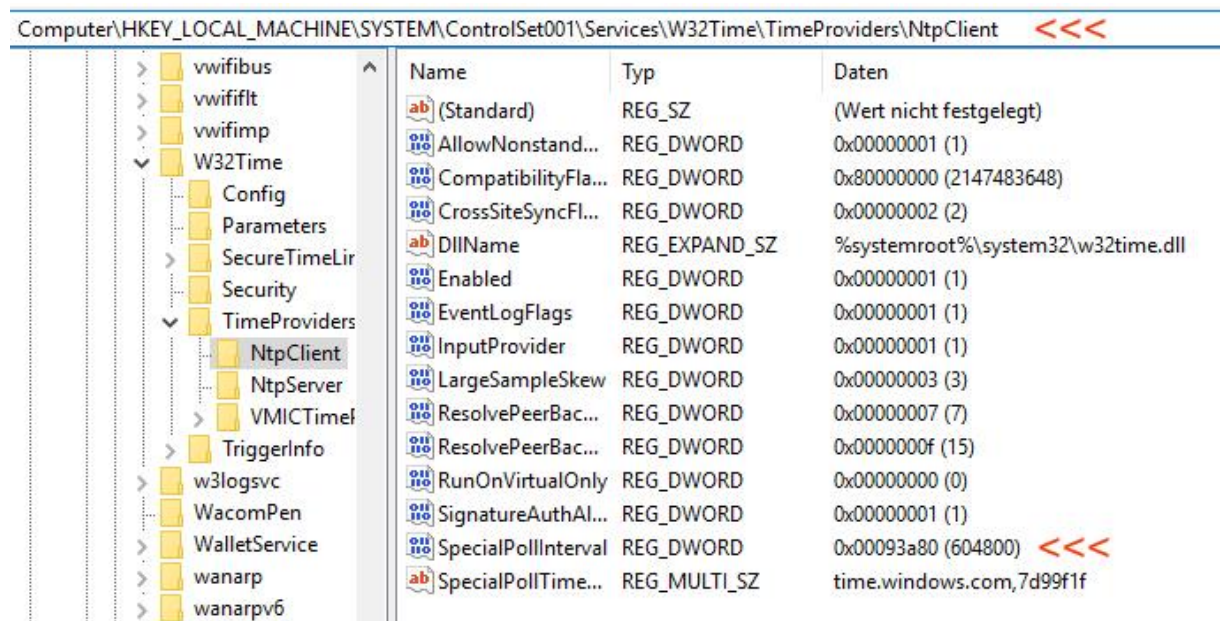 Computer\HKEY_LOCAL_MACHINE\SYSTEM\ControlSet001\Services\W32Time\TimeProviders\NtpClient <<<
vwifibus
vwififlt
vwifimp
W32Time
Config
Parameters
SecureTimeLir
Security
TimeProviders
NtpClient
NtpServer
VMICTimeP
TriggerInfo
w3logsvc
WacomPen
WalletService
wanarp
wanarpv6
Name Typ Daten
(Standard) REG_SZ (Wert nicht festgelegt)
AllowNonstand... REG_DWORD 0x00000001 (1)
CompatibilityFla... REG_DWORD 0x80000000 (2147483648)
CrossSiteSyncFl... REG_DWORD 0x00000002 (2)
DllName REG_EXPAND_SZ %systemroot%\system32\w32time.dll
Enabled REG_DWORD 0x00000001 (1)
EventLogFlags REG_DWORD 0x00000001 (1)
InputProvider REG_DWORD 0x00000001 (1)
LargeSampleSkew REG_DWORD 0x00000003 (3)
ResolvePeerBac... REG_DWORD 0x00000007 (7)
ResolvePeerBac... REG_DWORD 0x0000000f (15)
RunOnVirtualOnly REG_DWORD 0x00000000 (0)
SignatureAuthAl... REG_DWORD 0x00000001 (1)
SpecialPollInterval REG_DWORD 0x00093a80 (604800) <<<
SpecialPollTime... REG_MULTI_SZ time.windows.com,7d99f1f